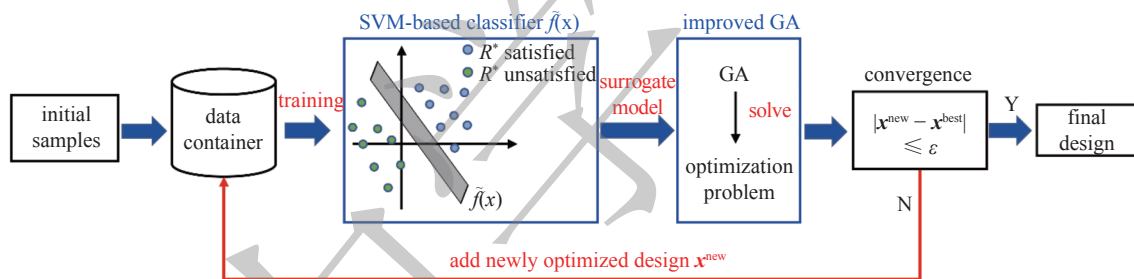 SVM-based classifier f̃(x)
improved GA
R* satisfied
R* unsatisfied
initial
samples
data
container
training
f̃(x)
surrogate
model
GA
solve
optimization
problem
convergence
|x^new − x^best|
⩽ ε
Y
N
final
design
add newly optimized design x^new